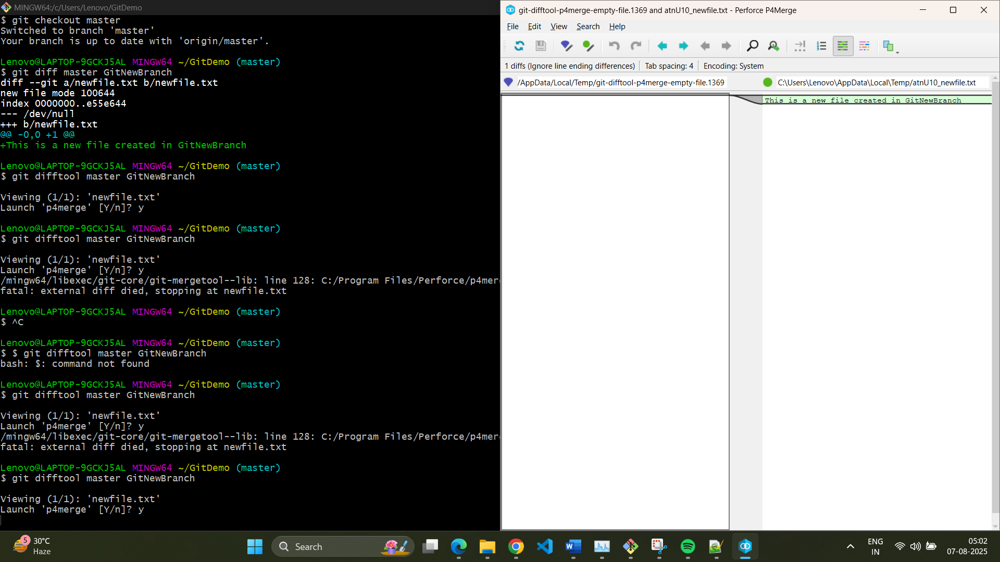 MINGW64:/c/Users/Lenovo/GitDemo
$ git checkout master
Switched to branch 'master'
Your branch is up to date with 'origin/master'.
Lenovo@LAPTOP-9GCKJ5AL MINGW64 ~/GitDemo (master)
$ git diff master GitNewBranch
diff --git a/newfile.txt b/newfile.txt
new file mode 100644
index 0000000..e55e644
--- /dev/null
+++ b/newfile.txt
@@ -0,0 +1 @@
+This is a new file created in GitNewBranch
Lenovo@LAPTOP-9GCKJ5AL MINGW64 ~/GitDemo (master)
$ git difftool master GitNewBranch
Viewing (1/1): 'newfile.txt'
Launch 'p4merge' [Y/n]? y
Lenovo@LAPTOP-9GCKJ5AL MINGW64 ~/GitDemo (master)
$ git difftool master GitNewBranch
Viewing (1/1): 'newfile.txt'
Launch 'p4merge' [Y/n]? y
/mingw64/libexec/git-core/git-mergetool--lib: line 128: C:/Program Files/Perforce/p4mer
fatal: external diff died, stopping at newfile.txt
Lenovo@LAPTOP-9GCKJ5AL MINGW64 ~/GitDemo (master)
$ ^C
Lenovo@LAPTOP-9GCKJ5AL MINGW64 ~/GitDemo (master)
$ $ git difftool master GitNewBranch
bash: $: command not found
Lenovo@LAPTOP-9GCKJ5AL MINGW64 ~/GitDemo (master)
$ git difftool master GitNewBranch
Viewing (1/1): 'newfile.txt'
Launch 'p4merge' [Y/n]? y
/mingw64/libexec/git-core/git-mergetool--lib: line 128: C:/Program Files/Perforce/p4mer
fatal: external diff died, stopping at newfile.txt
Lenovo@LAPTOP-9GCKJ5AL MINGW64 ~/GitDemo (master)
$ git difftool master GitNewBranch
Viewing (1/1): 'newfile.txt'
Launch 'p4merge' [Y/n]? y
git-difftool-p4merge-empty-file.1369 and atnU10_newfile.txt - Perforce P4Merge
File Edit View Search Help
1 diffs (Ignore line ending differences) Tab spacing: 4 Encoding: System
/AppData/Local/Temp/git-difftool-p4merge-empty-file.1369
C:\Users\Lenovo\AppData\Local\Temp/atnU10_newfile.txt
This is a new file created in GitNewBranch
5
30°C
Haze
Search
ENG
IN
05:02
07-08-2025